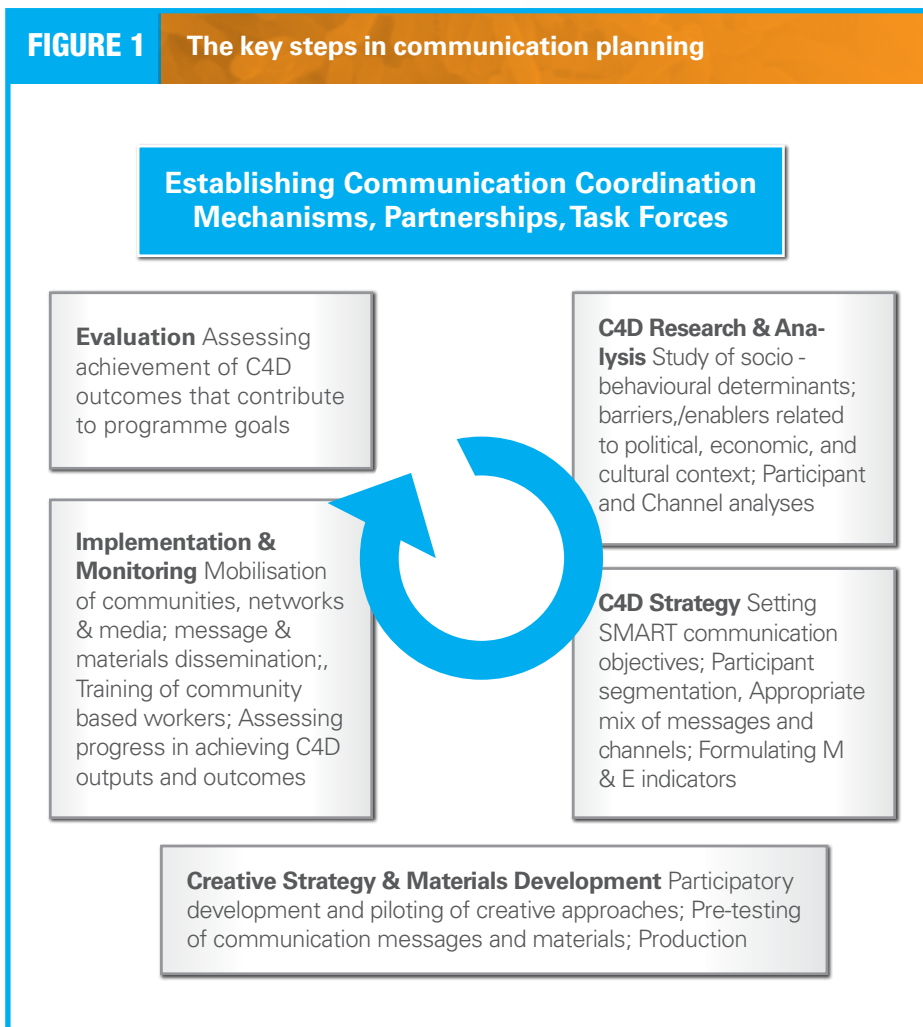 FIGURE 1
The key steps in communication planning
Establishing Communication Coordination
Mechanisms, Partnerships, Task Forces
Evaluation Assessing
achievement of C4D
outcomes that contribute
to programme goals
C4D Research & Ana-
lysis Study of socio -
behavioural determinants;
barriers,/enablers related
to political, economic, and
cultural context; Participant
and Channel analyses
Implementation &
Monitoring Mobilisation
of communities, networks
& media; message &
materials dissemination;,
Training of community
based workers; Assessing
progress in achieving C4D
outputs and outcomes
C4D Strategy Setting
SMART communication
objectives; Participant
segmentation, Appropriate
mix of messages and
channels; Formulating M
& E indicators
Creative Strategy & Materials Development Participatory
development and piloting of creative approaches; Pre-testing
of communication messages and materials; Production